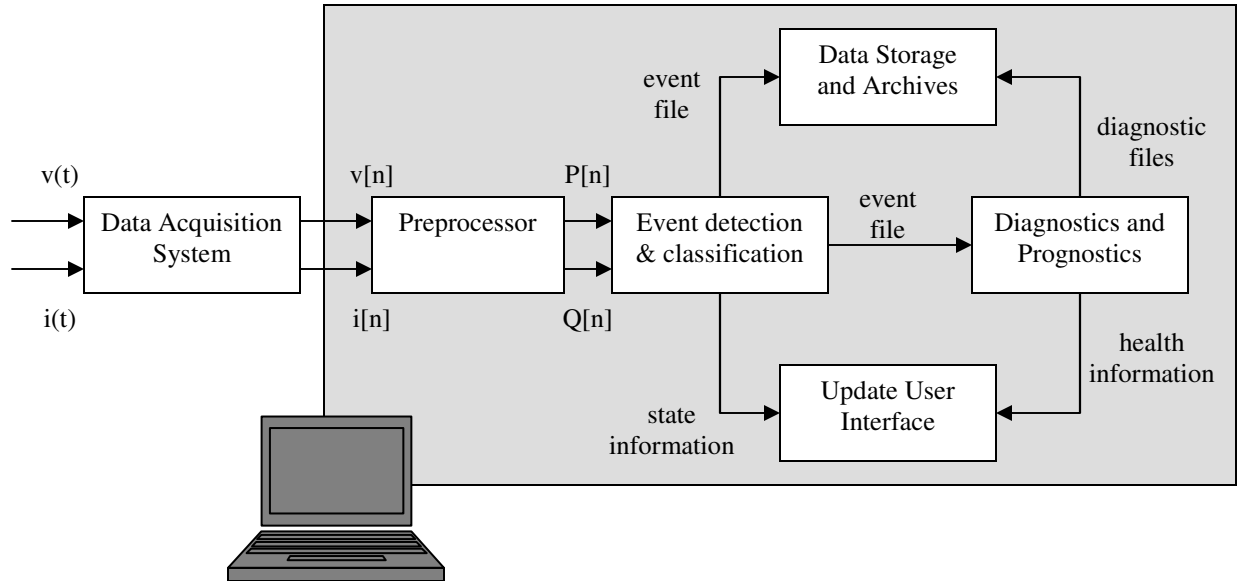 v(t)
i(t)
Data Acquisition
System
v[n]
i[n]
Preprocessor
P[n]
Q[n]
Event detection
& classification
event
file
Data Storage
and Archives
event
file
state
information
Update User
Interface
Diagnostics and
Prognostics
diagnostic
files
health
information